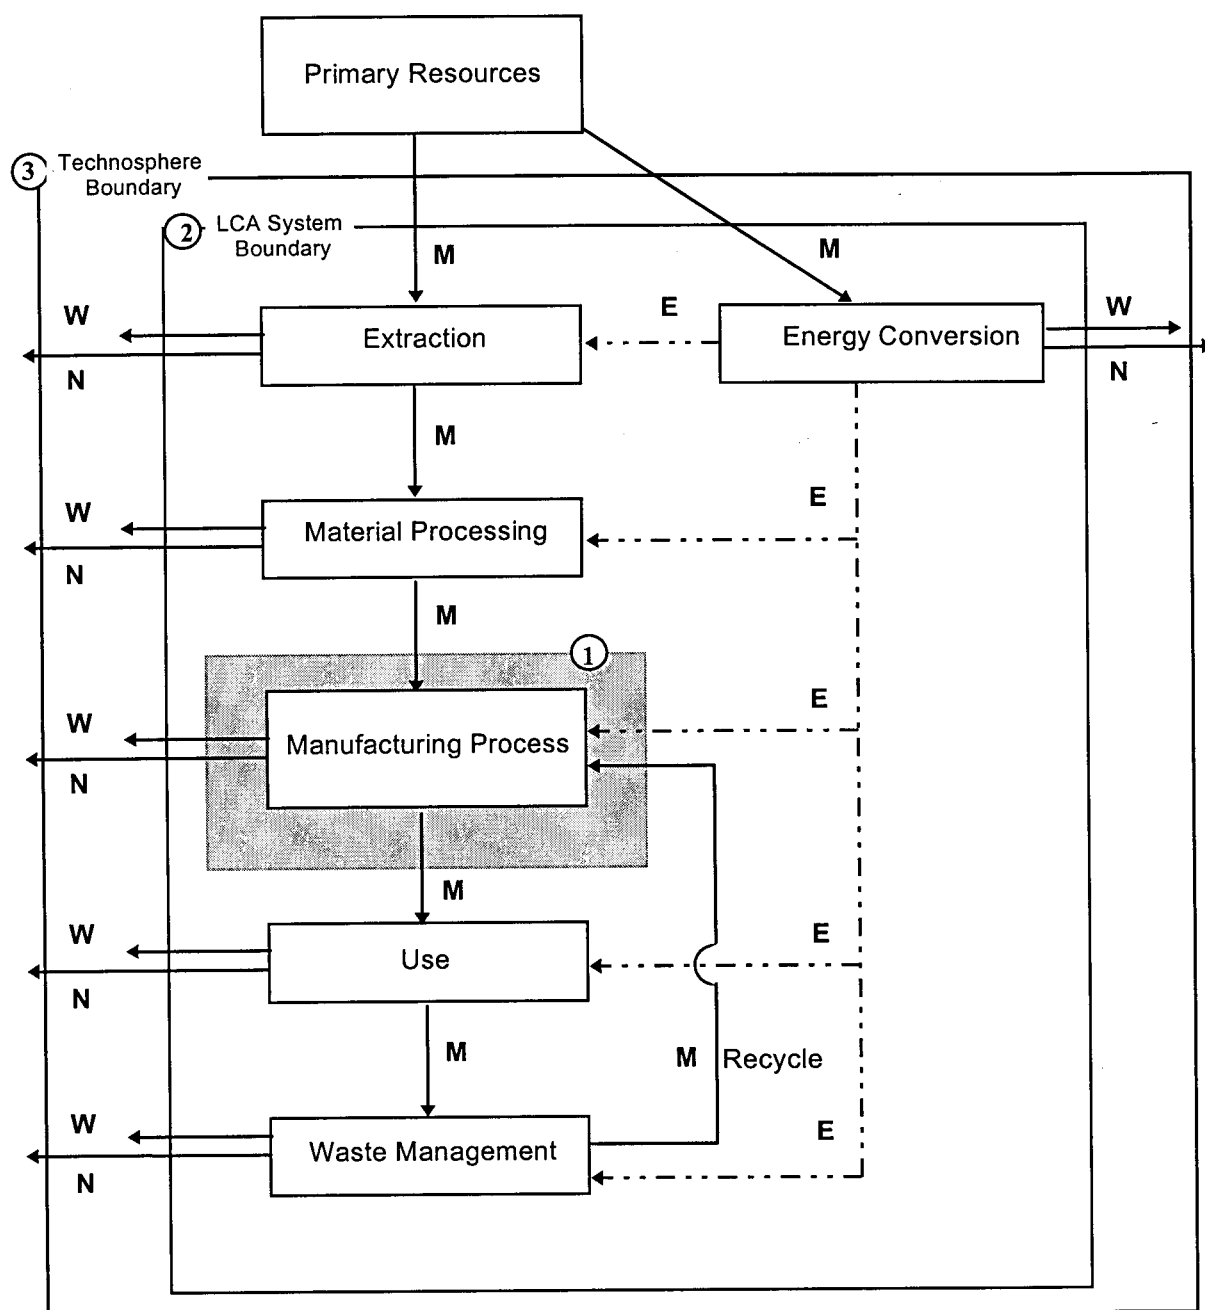 Primary Resources
3
Technosphere
Boundary
2
LCA System
Boundary
M
M
W
N
Extraction
E
Energy Conversion
W
N
M
W
N
Material Processing
E
M
1
W
N
Manufacturing Process
E
M
W
N
Use
E
M
M Recycle
W
N
Waste Management
E